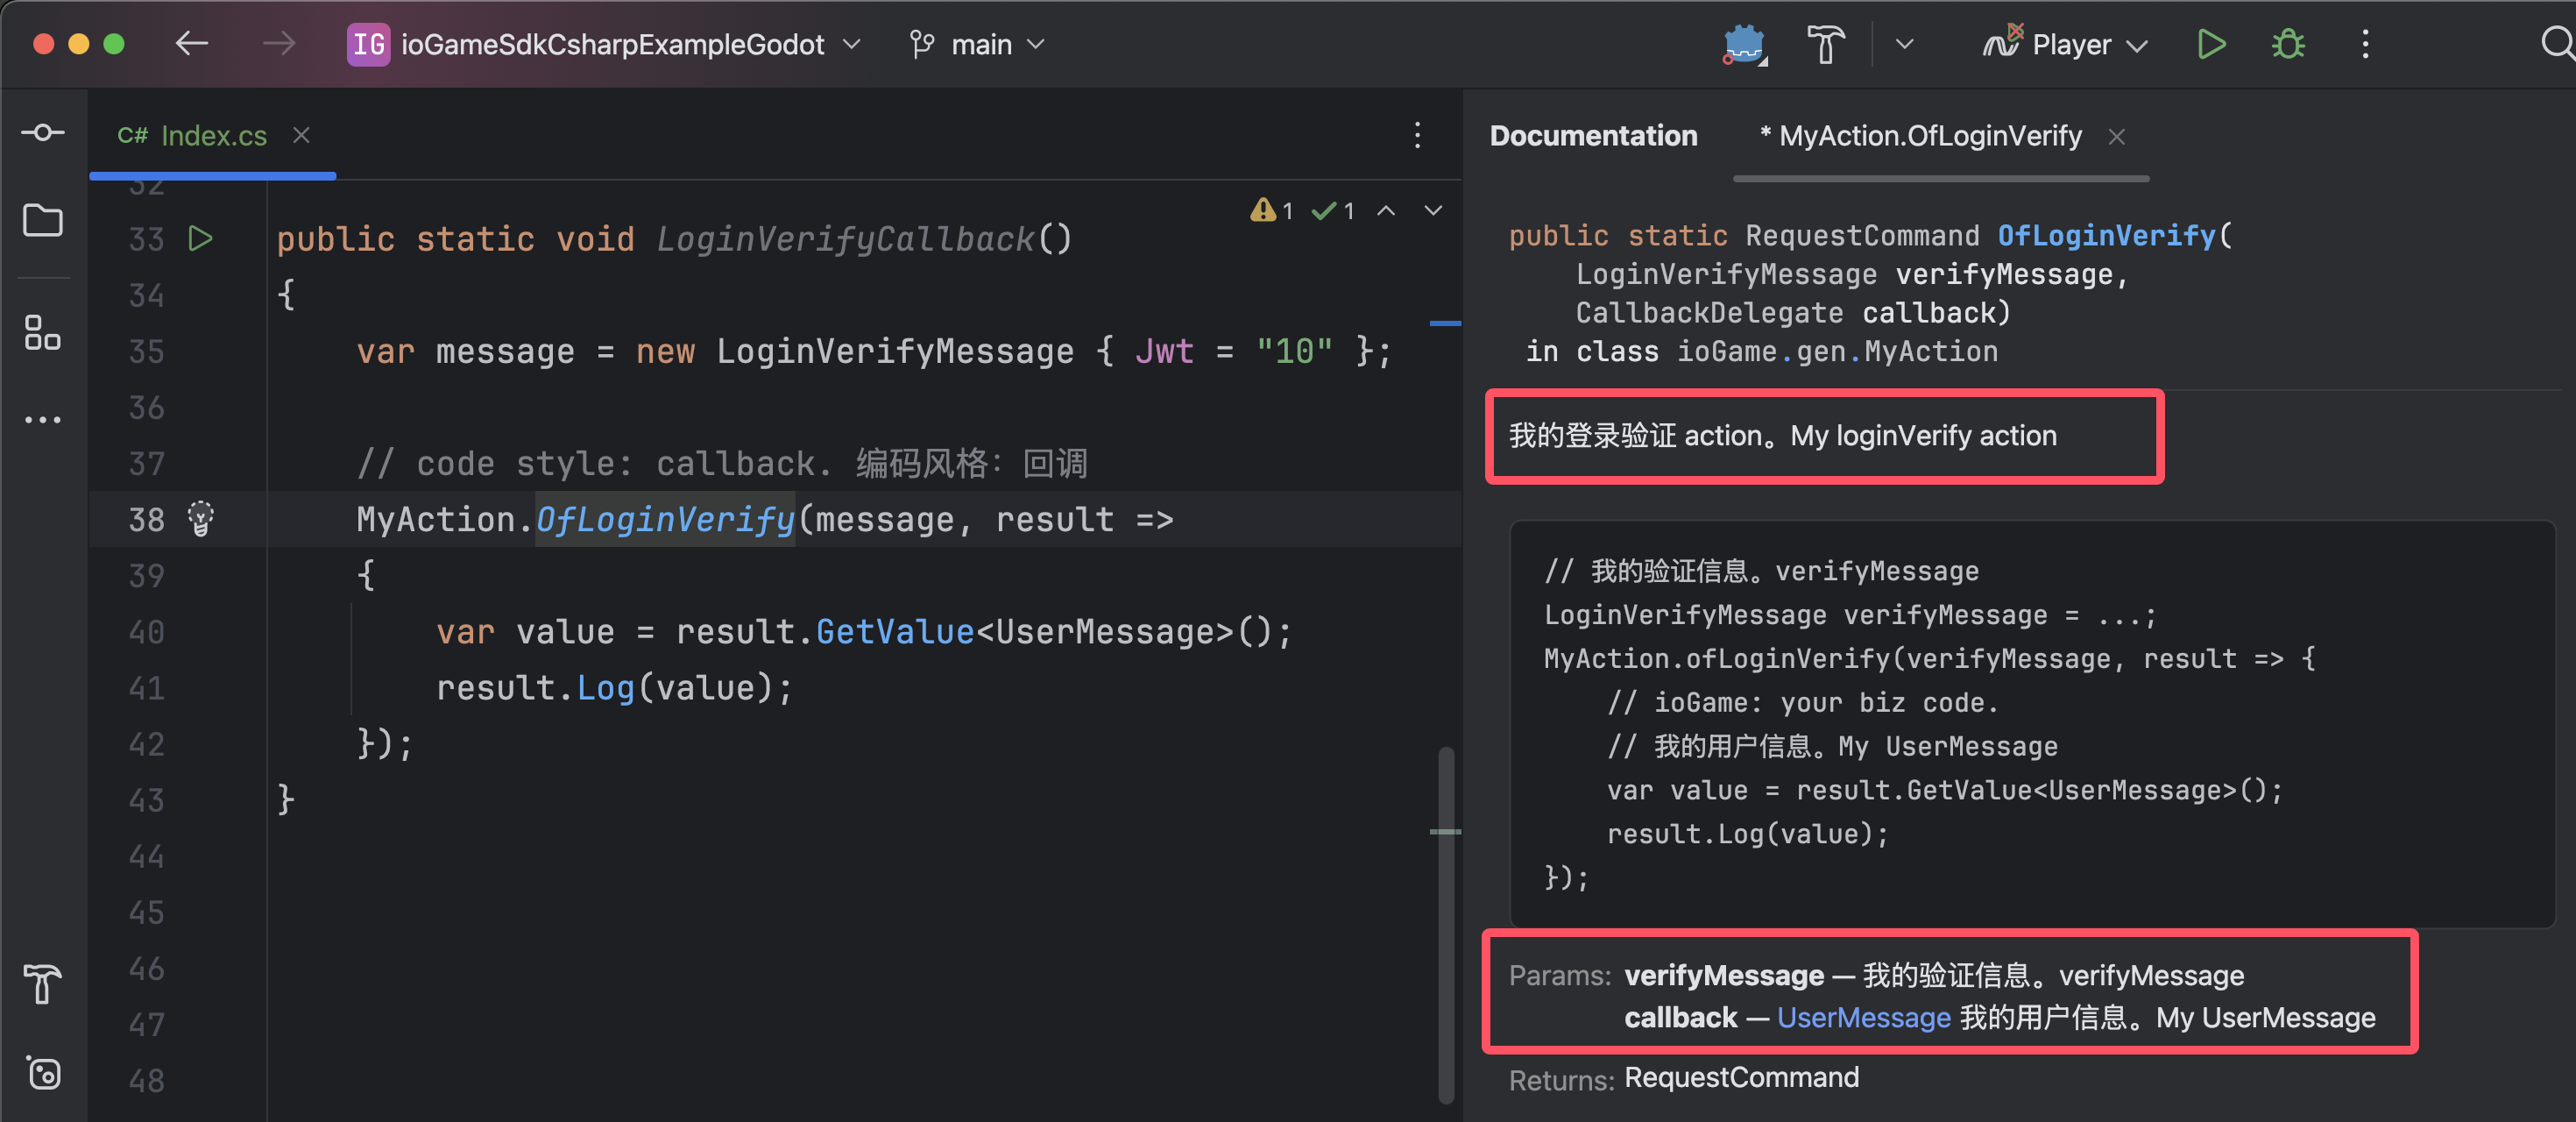 IG ioGameSdkCsharpExampleGodot
main
Player
C# Index.cs
1 1
32
33 public static void LoginVerifyCallback()
34 {
35 var message = new LoginVerifyMessage { Jwt = "10" };
36
37 // code style: callback. 编码风格：回调
38 MyAction.OfLoginVerify(message, result =>
39 {
40 var value = result.GetValue<UserMessage>();
41 result.Log(value);
42 });
43 }
44
45
46
47
48
Documentation
* MyAction.OfLoginVerify
public static RequestCommand OfLoginVerify(
LoginVerifyMessage verifyMessage,
CallbackDelegate callback)
in class ioGame.gen.MyAction
我的登录验证 action。My loginVerify action
// 我的验证信息。verifyMessage
LoginVerifyMessage verifyMessage = ...;
MyAction.ofLoginVerify(verifyMessage, result => {
// ioGame: your biz code.
// 我的用户信息。My UserMessage
var value = result.GetValue<UserMessage>();
result.Log(value);
});
Params: verifyMessage — 我的验证信息。verifyMessage
callback — UserMessage 我的用户信息。My UserMessage
Returns: RequestCommand